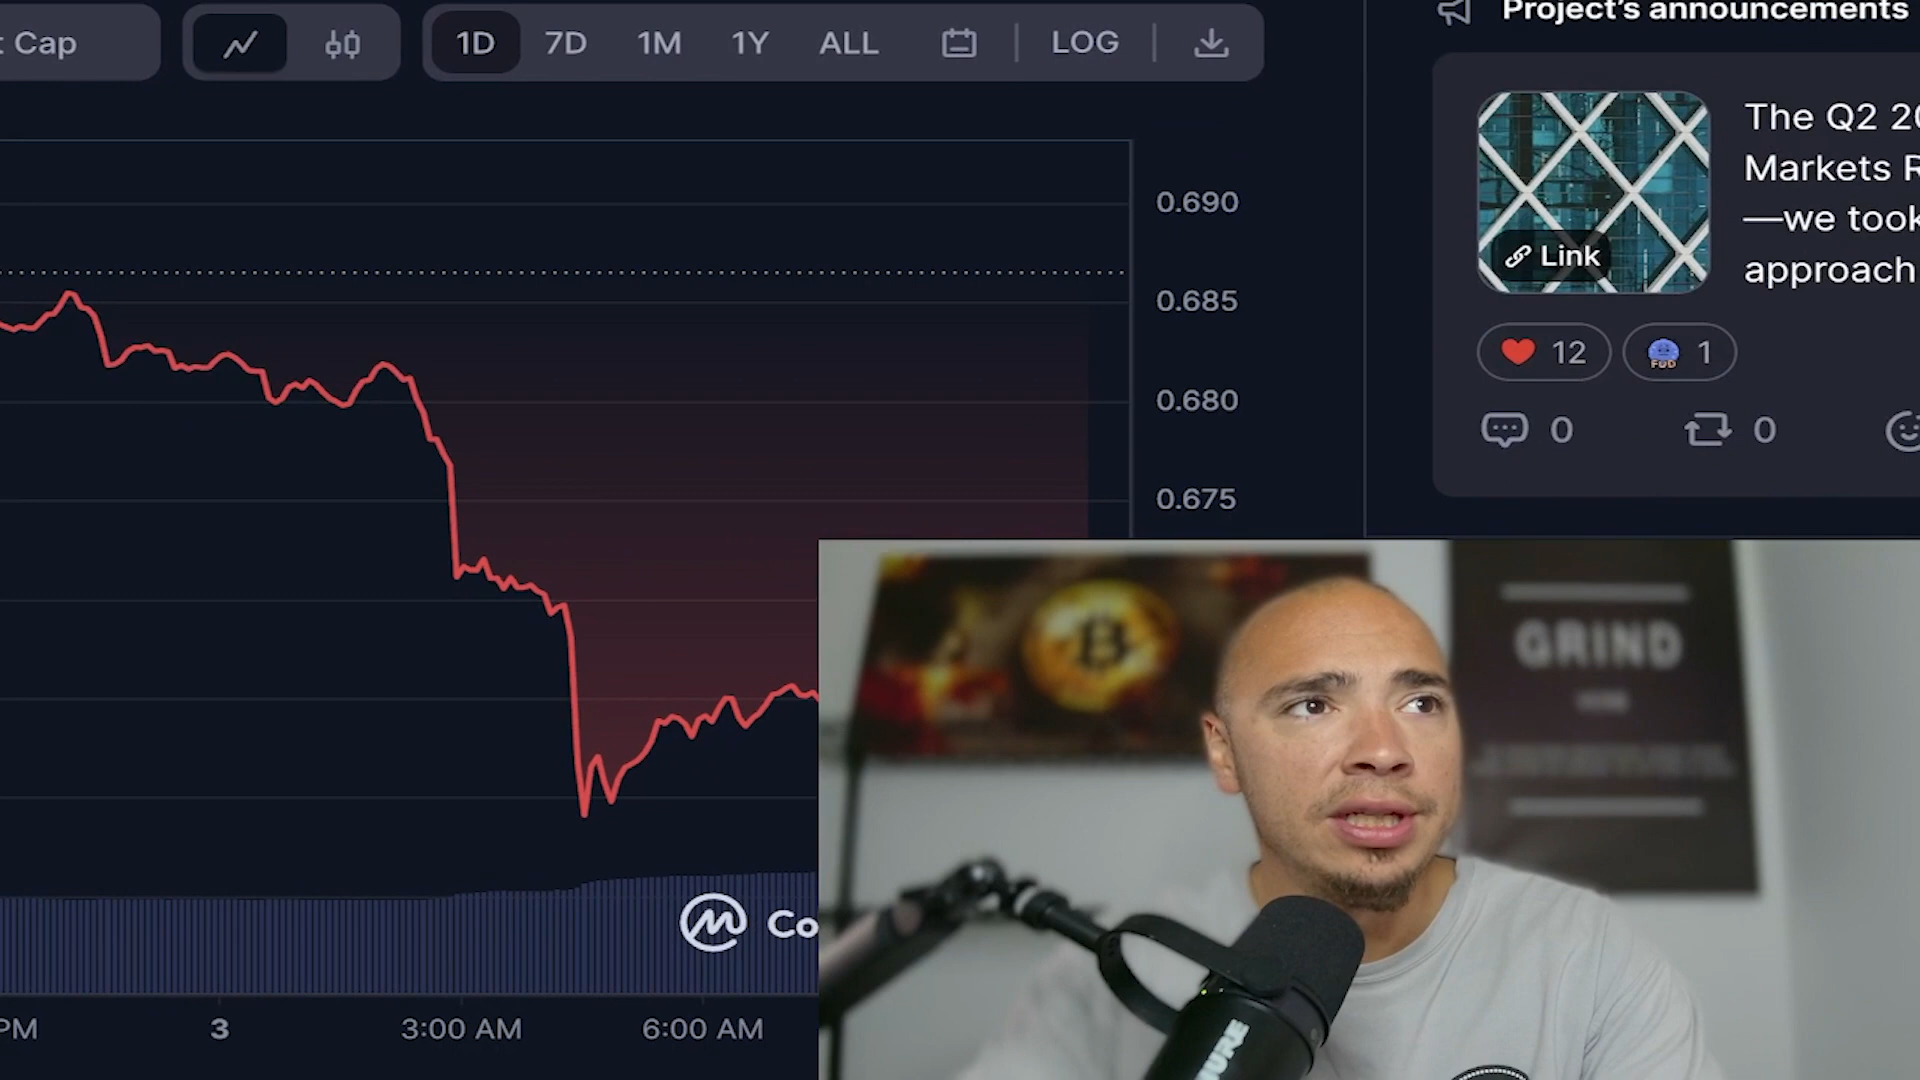 : Cap
1D 7D 1M 1Y ALL LOG
Project's announcements
The Q2 20
Markets R
—we took
approach
Link
12
FUD
1
0
0
0.690
0.685
0.680
0.675
Co
PM
3
3:00 AM
6:00 AM
GRIND